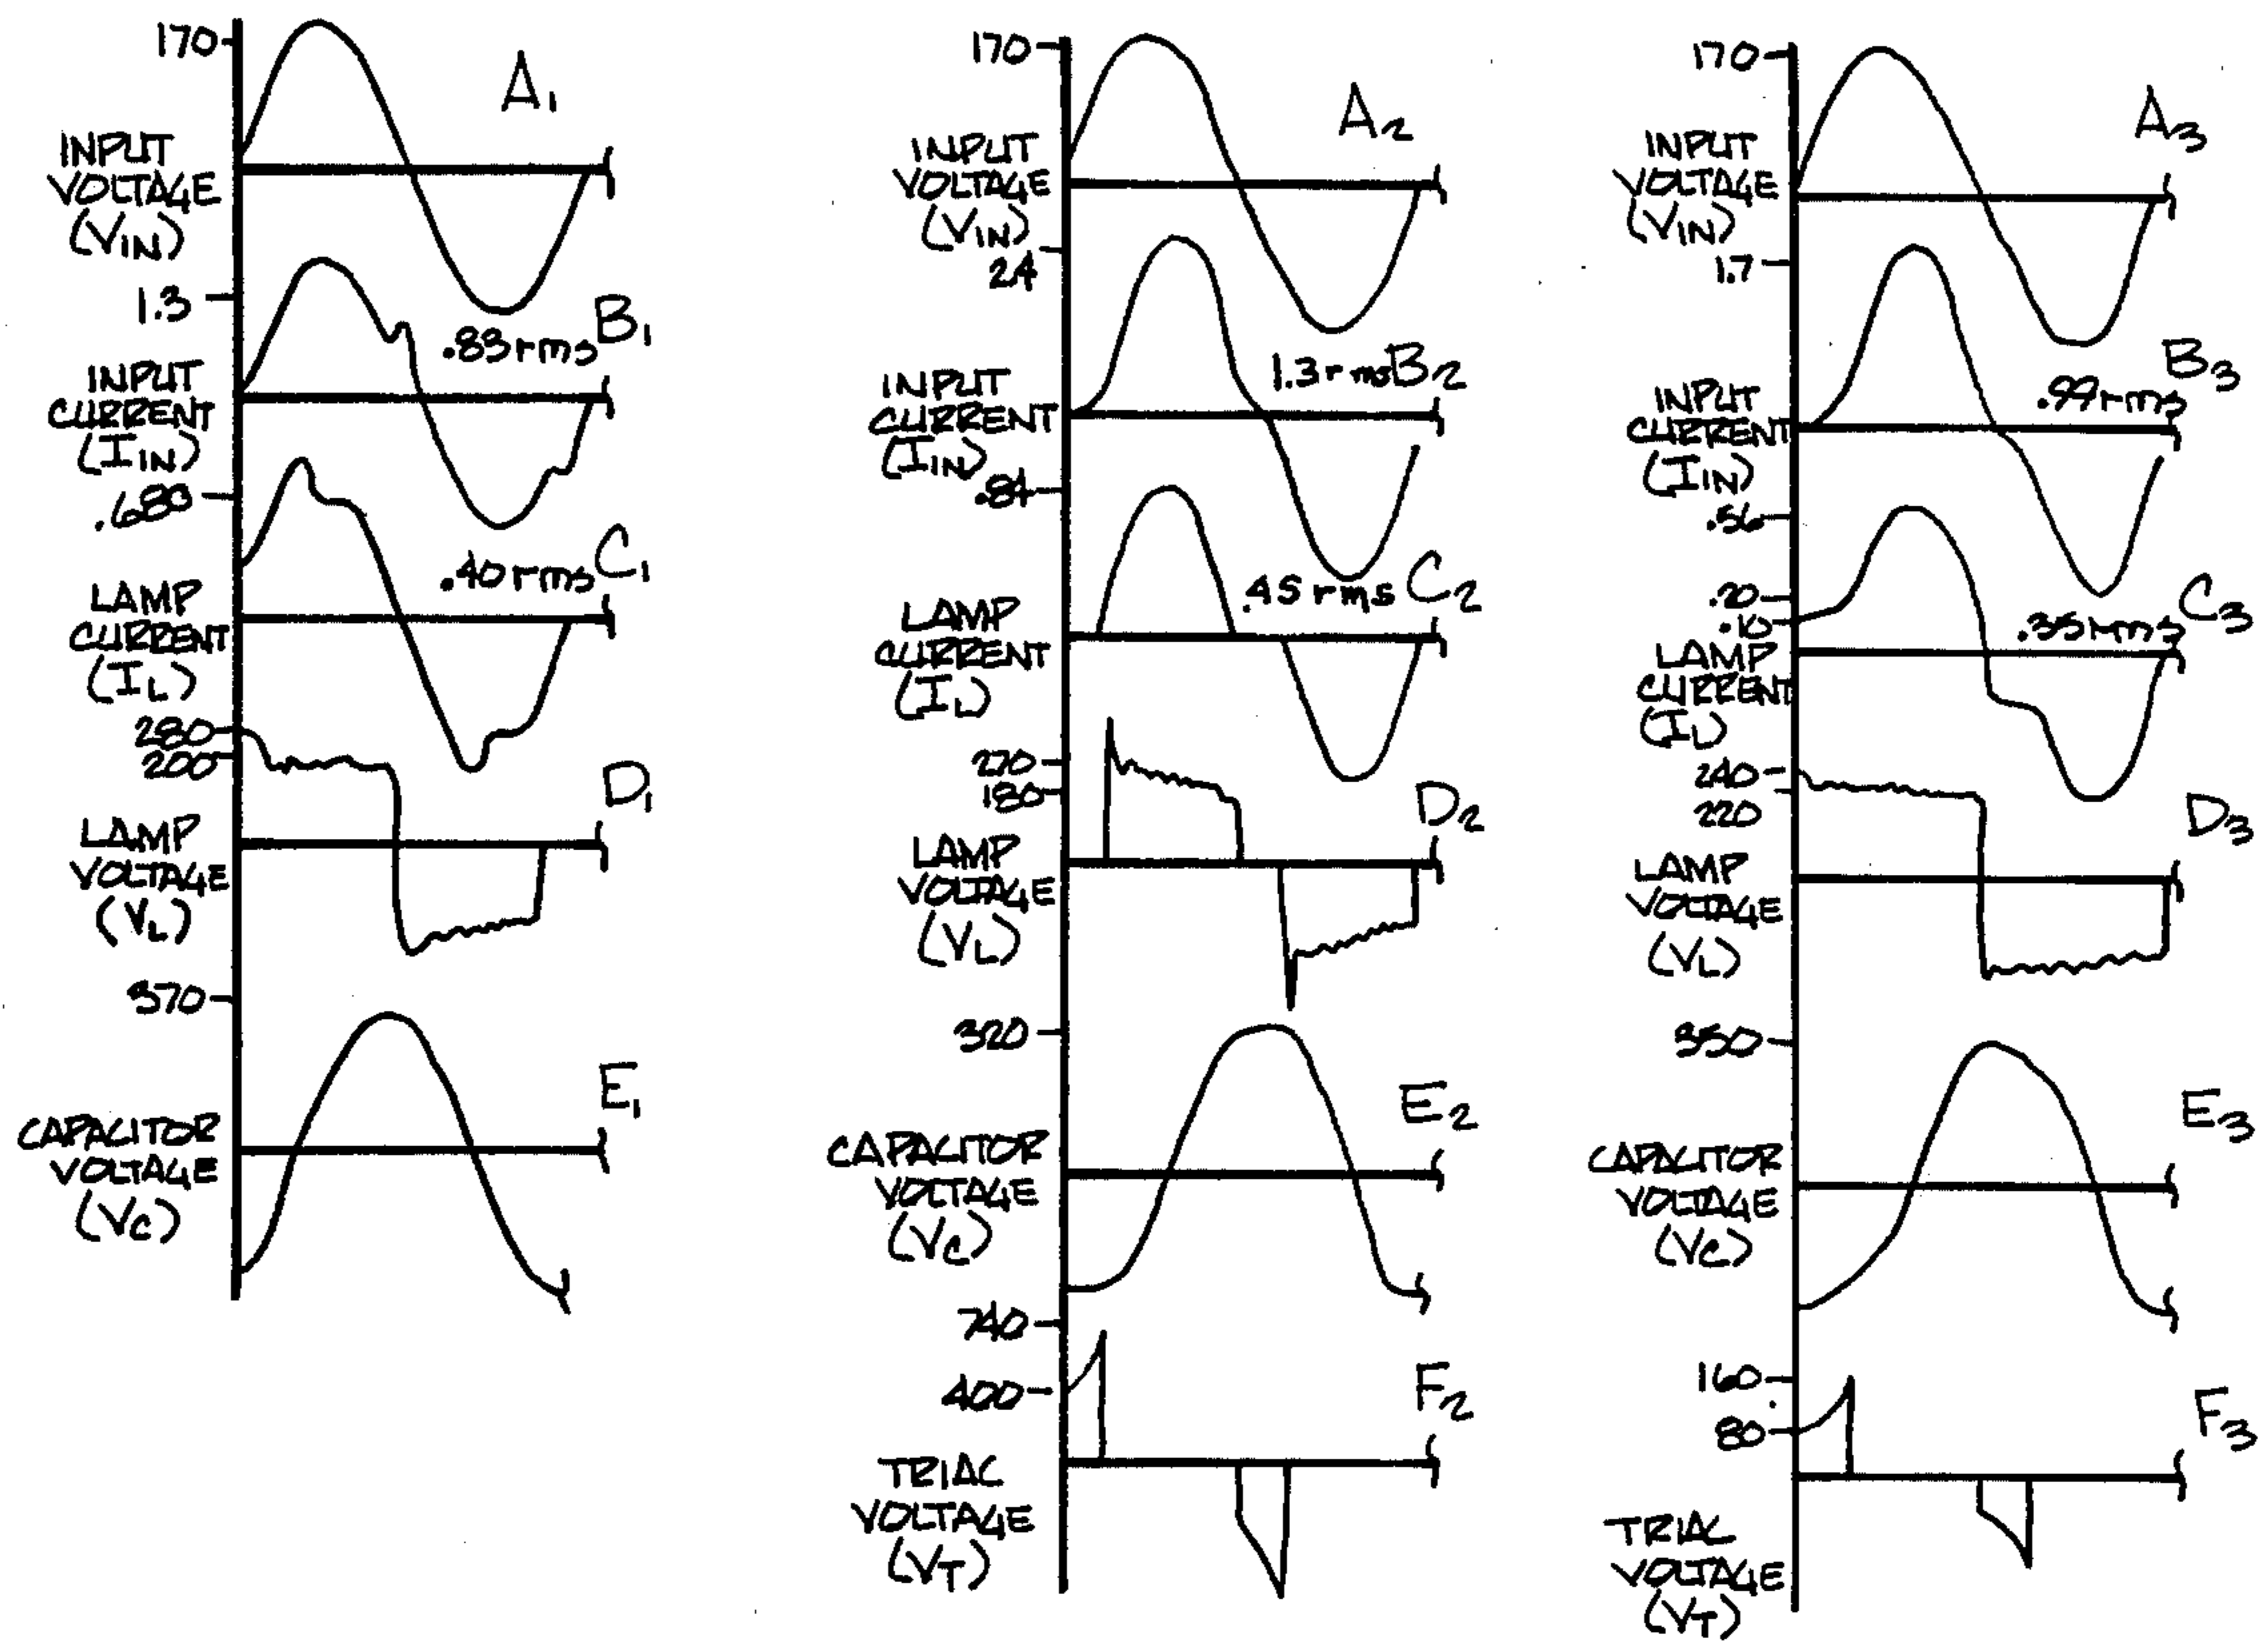 170
A1
INPUT
VOLTAGE
(VIN)
1.3
.83rms B1
INPUT
CURRENT
(IIN)
.680
.40rms C1
LAMP
CURRENT
(IL)
280
200
D1
LAMP
VOLTAGE
(VL)
370
E1
CAPACITOR
VOLTAGE
(VC)
170
A2
INPUT
VOLTAGE
(VIN)
24
1.3rms B2
INPUT
CURRENT
(IIN)
.84
.45rms C2
LAMP
CURRENT
(IL)
270
180
D2
LAMP
VOLTAGE
(VL)
320
E2
CAPACITOR
VOLTAGE
(VC)
740
400
F2
TRIAC
VOLTAGE
(VT)
170
A3
INPUT
VOLTAGE
(VIN)
1.7
B3
.99rms
INPUT
CURRENT
(IIN)
.56
.20
.10
C3
.35rms
LAMP
CURRENT
(IL)
240
220
D3
LAMP
VOLTAGE
(VL)
350
E3
CAPACITOR
VOLTAGE
(VC)
160
80
F3
TRIAC
VOLTAGE
(VT)